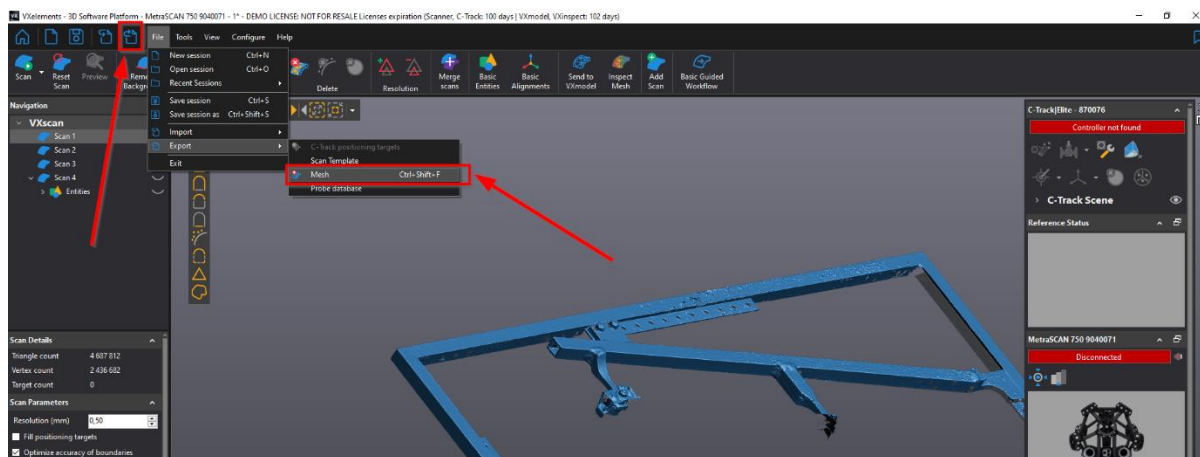 VXelements - 3D Software Platform - MetraSCAN 750 9040071 - 1* - DEMO LICENSE: NOT FOR RESALE Licenses expiration (Scanner, C-Track: 100 days | VXmodel, VXinspect: 102 days)
File Tools View Configure Help
New session Ctrl+N
Open session Ctrl+O
Recent Sessions
Save session Ctrl+S
Save session as Ctrl+Shift+S
Import
Export
Exit
C-Track positioning targets
Scan Template
Mesh Ctrl+Shift+F
Probe database
Scan
Reset Scan
Preview
Delete
Resolution
Merge scans
Basic Entities
Basic Alignments
Send to VXmodel
Inspect Mesh
Add Scan
Basic Guided Workflow
Navigation
VXscan
Scan 1
Scan 2
Scan 3
Scan 4
Entities
Scan Details
Triangle count 4 687 812
Vertex count 2 436 682
Target count 0
Scan Parameters
Resolution (mm) 0,50
Fill positioning targets
Optimize accuracy of boundaries
C-Track|Elite - 870076
Controller not found
C-Track Scene
Reference Status
MetraSCAN 750 9040071
Disconnected